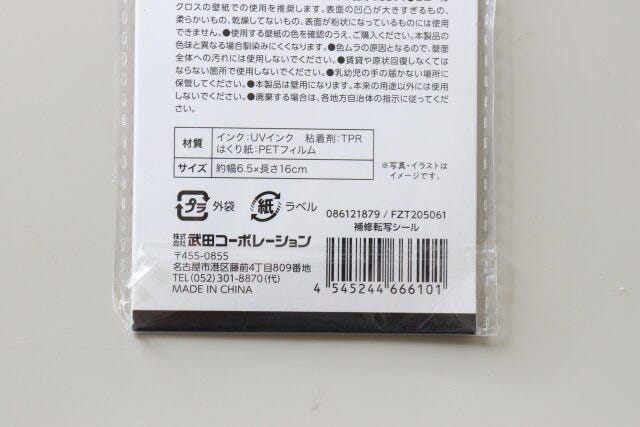 クロスの壁紙での使用を推奨します。表面の凹凸が大きすぎるもの、
柔らかいもの、乾燥してないもの、表面が粉状になっているものには使用
できません。●使用する壁紙の色を確認のうえ、ご購入ください。本製品の
色味と異なる場合馴染みにくくなります。●色ムラの原因となるので、壁面
全体への汚れには使用しないでください。●賃貸や原状回復しなくては
ならない箇所で使用しないでください。●乳幼児の手の届かない場所に
保管してください。●本製品は壁用になります。本来の用途以外には使用
しないでください。●廃棄する場合は、各地方自治体の指示に従ってくだ
さい。
材質 インク:UVインク 粘着剤:TPR
はくり紙:PETフィルム
サイズ 約幅6.5×長さ16cm
※写真・イラストは
イメージです。
プラ 外袋 紙 ラベル
086121879 / FZT205061
補修転写シール
株式会社 武田コーポレーション
〒455-0855
名古屋市港区藤前4丁目809番地
TEL(052)301-8870(代)
MADE IN CHINA
4 545244 666101